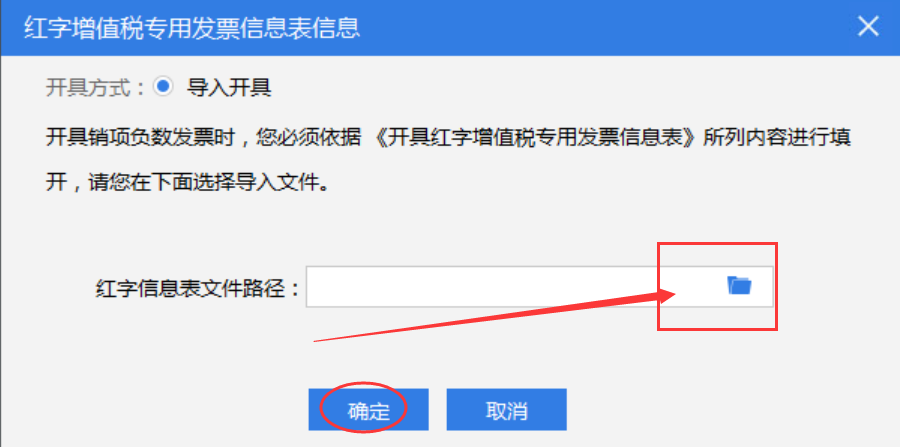 红字增值税专用发票信息表信息
开具方式： 导入开具
开具销项负数发票时，您必须依据 《开具红字增值税专用发票信息表》所列内容进行填
开，请您在下面选择导入文件。
红字信息表文件路径：
确定 取消